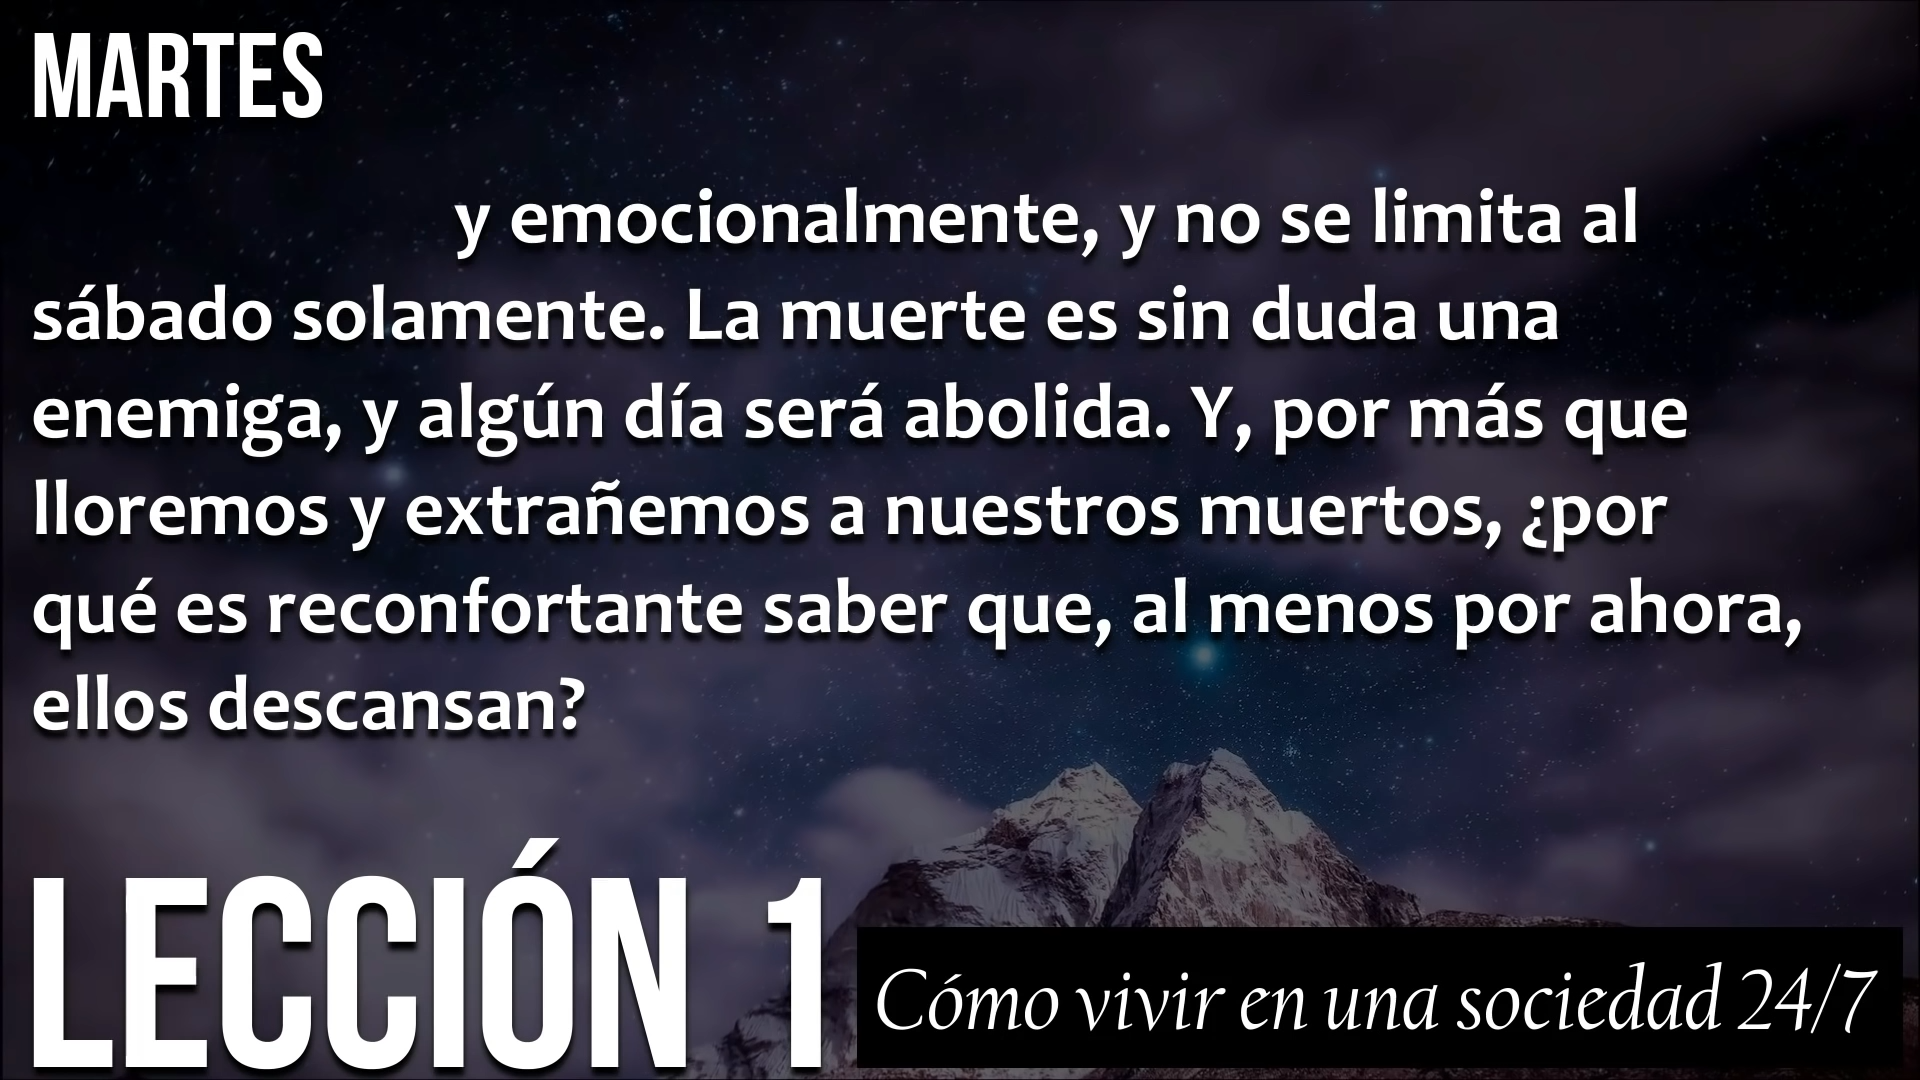 MARTES
y emocionalmente, y no se limita al
sábado solamente. La muerte es sin duda una
enemiga, y algún día será abolida. Y, por más que
lloremos y extrañemos a nuestros muertos, ¿por
qué es reconfortante saber que, al menos por ahora,
ellos descansan?
LECCIÓN 1
Cómo vivir en una sociedad 24/7